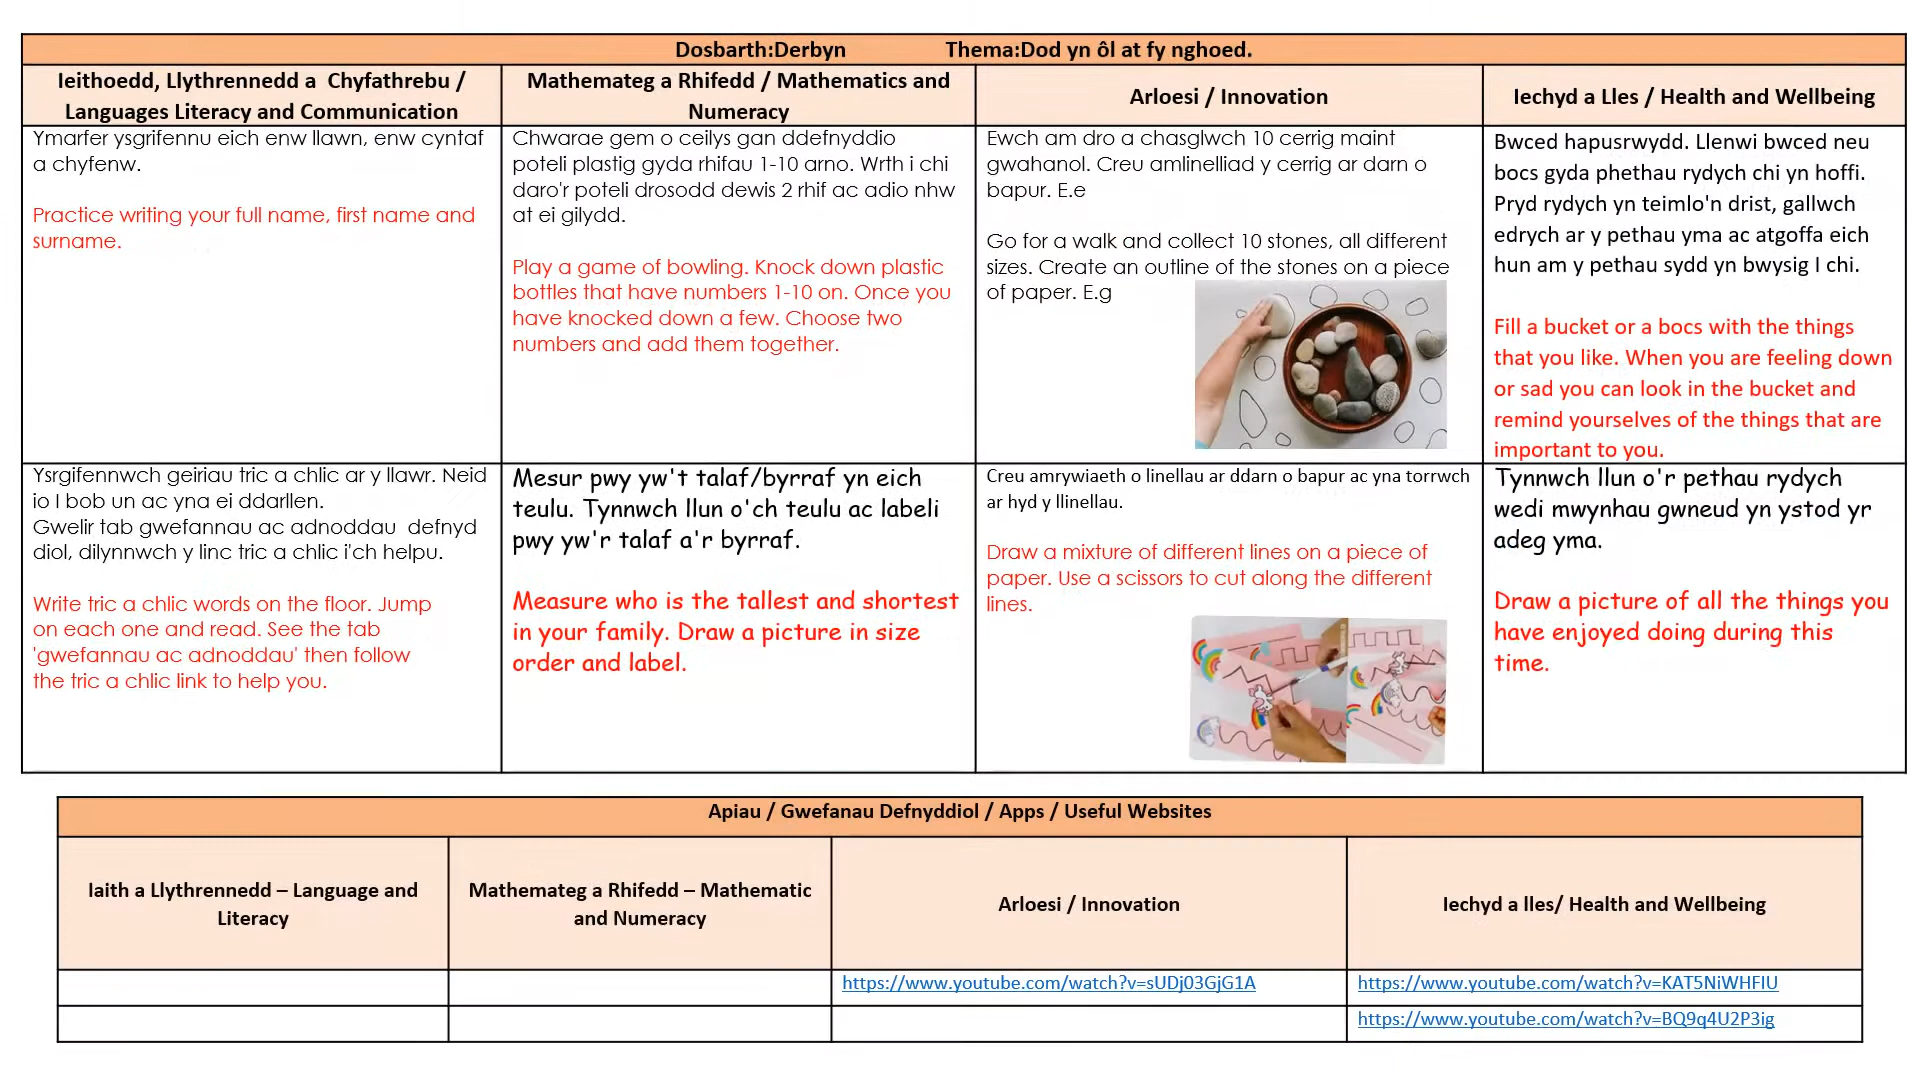 Dosbarth:Derbyn Thema:Dod yn ôl at fy nghoed.
Ieithoedd, Llythrennedd a Chyfathrebu /
Languages Literacy and Communication
Mathemateg a Rhifedd / Mathematics and
Numeracy
Arloesi / Innovation
Iechyd a Lles / Health and Wellbeing
Ymarfer ysgrifennu eich enw llawn, enw cyntaf
a chyfenw.
Practice writing your full name, first name and
surname.
Chwarae gem o ceilys gan ddefnyddio
poteli plastig gyda rhifau 1-10 arno. Wrth i chi
daro'r poteli drosodd dewis 2 rhif ac adio nhw
at ei gilydd.
Play a game of bowling. Knock down plastic
bottles that have numbers 1-10 on. Once you
have knocked down a few. Choose two
numbers and add them together.
Ewch am dro a chasglwch 10 cerrig maint
gwahanol. Creu amlinelliad y cerrig ar darn o
bapur. E.e
Go for a walk and collect 10 stones, all different
sizes. Create an outline of the stones on a piece
of paper. E.g
Bwced hapusrwydd. Llenwi bwced neu
bocs gyda phethau rydych chi yn hoffi.
Pryd rydych yn teimlo'n drist, gallwch
edrych ar y pethau yma ac atgoffa eich
hun am y pethau sydd yn bwysig I chi.
Fill a bucket or a bocs with the things
that you like. When you are feeling down
or sad you can look in the bucket and
remind yourselves of the things that are
important to you.
Ysrgifennwch geiriau tric a chlic ar y llawr. Neid
io I bob un ac yna ei ddarllen.
Gwelir tab gwefannau ac adnoddau defnyd
diol, dilynnwch y linc tric a chlic i'ch helpu.
Write tric a chlic words on the floor. Jump
on each one and read. See the tab
'gwefannau ac adnoddau' then follow
the tric a chlic link to help you.
Mesur pwy yw't talaf/byrraf yn eich
teulu. Tynnwch llun o'ch teulu ac labeli
pwy yw'r talaf a'r byrraf.
Measure who is the tallest and shortest
in your family. Draw a picture in size
order and label.
Creu amrywiaeth o linellau ar ddarn o bapur ac yna torrwch
ar hyd y llinellau.
Draw a mixture of different lines on a piece of
paper. Use a scissors to cut along the different
lines.
Tynnwch llun o'r pethau rydych
wedi mwynhau gwneud yn ystod yr
adeg yma.
Draw a picture of all the things you
have enjoyed doing during this
time.
Apiau / Gwefanau Defnyddiol / Apps / Useful Websites
Iaith a Llythrennedd – Language and
Literacy
Mathemateg a Rhifedd – Mathematic
and Numeracy
Arloesi / Innovation
Iechyd a lles/ Health and Wellbeing
https://www.youtube.com/watch?v=sUDj03GjG1A
https://www.youtube.com/watch?v=KAT5NiWHFIU
https://www.youtube.com/watch?v=BQ9q4U2P3ig